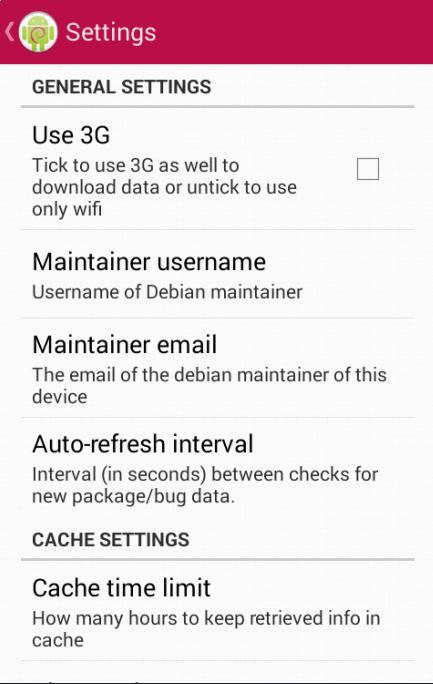 Settings
GENERAL SETTINGS
Use 3G
Tick to use 3G as well to
download data or untick to use
only wifi
Maintainer username
Username of Debian maintainer
Maintainer email
The email of the debian maintainer of this
device
Auto-refresh interval
Interval (in seconds) between checks for
new package/bug data.
CACHE SETTINGS
Cache time limit
How many hours to keep retrieved info in
cache